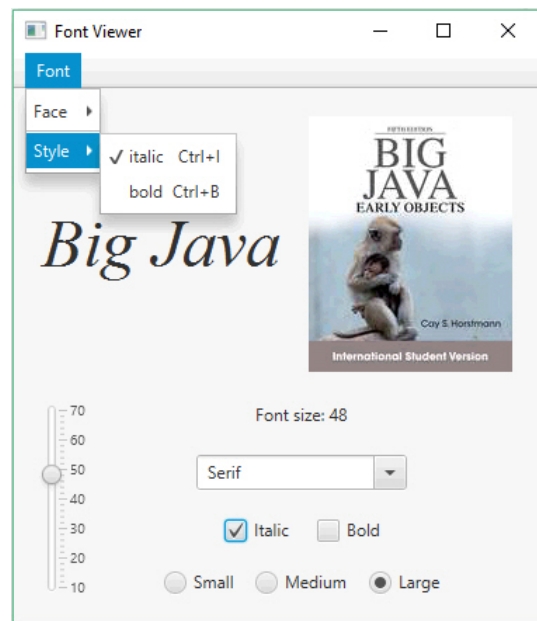 Font Viewer
Font
Face
Style
✓ italic Ctrl+I
bold Ctrl+B
Big Java
FIFTH EDITION
BIG
JAVA
EARLY OBJECTS
Cay S. Horstmann
International Student Version
70
60
50
40
30
20
10
Font size: 48
Serif
Italic
Bold
Small
Medium
Large